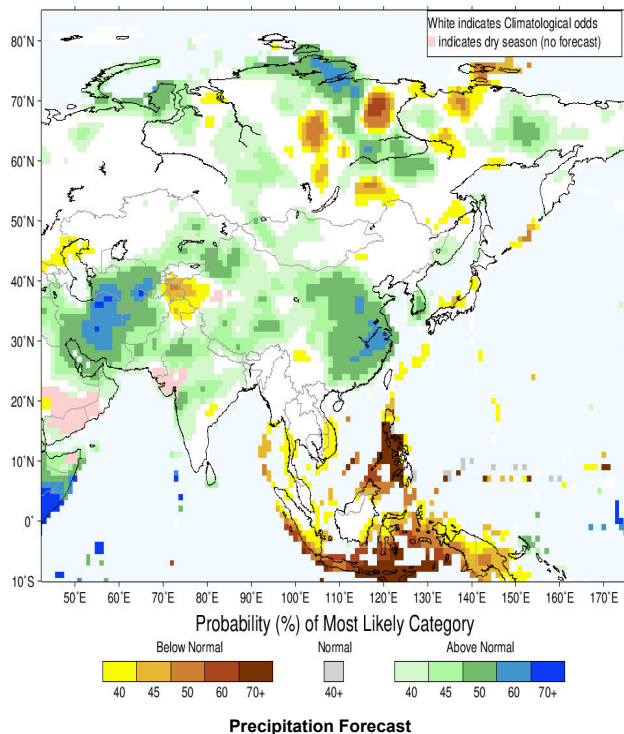 White indicates Climatological odds
indicates dry season (no forecast)
80°N
70°N
60°N
50°N
40°N
30°N
20°N
10°N
0°
10°S
50°E 60°E 70°E 80°E 90°E 100°E 110°E 120°E 130°E 140°E 150°E 160°E 170°E
Probability (%) of Most Likely Category
Below Normal Normal Above Normal
40 45 50 60 70+ 40+ 40 45 50 60 70+
Precipitation Forecast